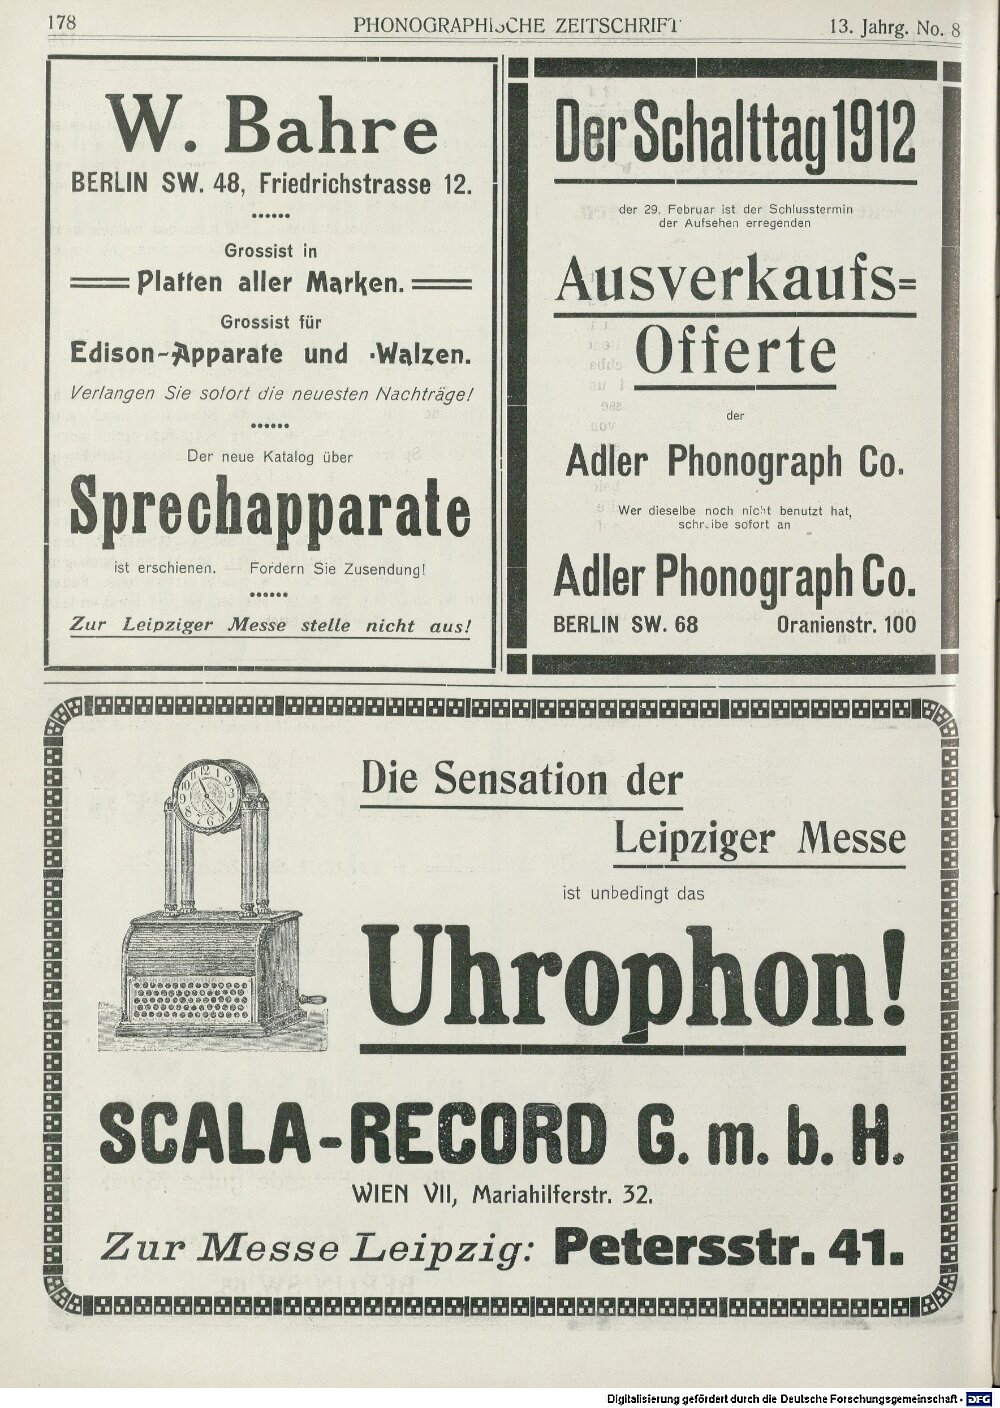 178
PHONOGRAPHISCHE ZEITSCHRIFT
13. Jahrg. No. 8
W. Bahre
BERLIN SW. 48, Friedrichstrasse 12.
Grossist in
Platten aller Marken.
Grossist für
Edison-Apparate und -Walzen.
Verlangen Sie sofort die neuesten Nachträge!
Der neue Katalog über
Sprechapparate
ist erschienen. — Fordern Sie Zusendung!
Zur Leipziger Messe stelle nicht aus!
Der Schalttag 1912
der 29. Februar ist der Schlusstermin
der Aufsehen erregenden
Ausverkaufs=
Offerte
der
Adler Phonograph Co.
Wer dieselbe noch nicht benutzt hat,
schreibe sofort an
Adler Phonograph Co.
BERLIN SW. 68 Oranienstr. 100
Die Sensation der
Leipziger Messe
ist unbedingt das
Uhrophon!
SCALA-RECORD G. m. b. H.
WIEN VII, Mariahilferstr. 32.
Zur Messe Leipzig: Petersstr. 41.
Digitalisierung gefördert durch die Deutsche Forschungsgemeinschaft - DFG